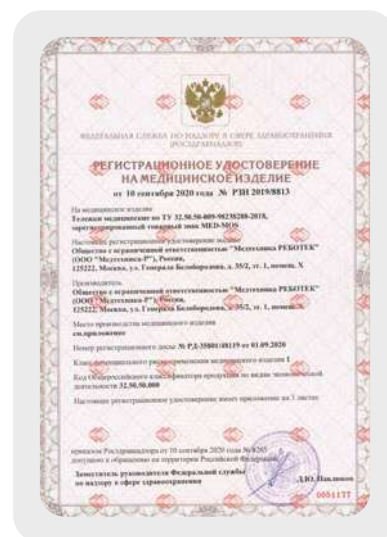 ФЕДЕРАЛЬНАЯ СЛУЖБА ПО НАДЗОРУ В СФЕРЕ ЗДРАВООХРАНЕНИЯ
(РОСЗДРАВНАДЗОР)
РЕГИСТРАЦИОННОЕ УДОСТОВЕРЕНИЕ
НА МЕДИЦИНСКОЕ ИЗДЕЛИЕ
от 10 сентября 2020 года № РЗН 2019/8813
На медицинское изделие
Тележки медицинские по ТУ 32.50.50-009-98238288-2018,
зарегистрированный товарный знак MED-MOS
Настоящее регистрационное удостоверение выдано
Общество с ограниченной ответственностью "Медтехника РЕБОТЕК"
(ООО "Медтехника-Р"), Россия,
125222, Москва, ул. Генерала Белобородова, д. 35/2, эт. 1, помещ. X
Производитель
Общество с ограниченной ответственностью "Медтехника РЕБОТЕК"
(ООО "Медтехника-Р"), Россия,
125222, Москва, ул. Генерала Белобородова, д. 35/2, эт. 1, помещ. X
Место производства медицинского изделия
см.приложение
Номер регистрационного досье № РД-35801/48119 от 01.09.2020
Класс потенциального риска применения медицинского изделия 1
Код Общероссийского классификатора продукции по видам экономической
деятельности 32.50.50.000
Настоящее регистрационное удостоверение имеет приложение на 3 листах
приказом Росздравнадзора от 10 сентября 2020 года № 8265
допущено к обращению на территории Российской Федерации.
Заместитель руководителя Федеральной службы
по надзору в сфере здравоохранения
Д.Ю. Павлюков
0051177